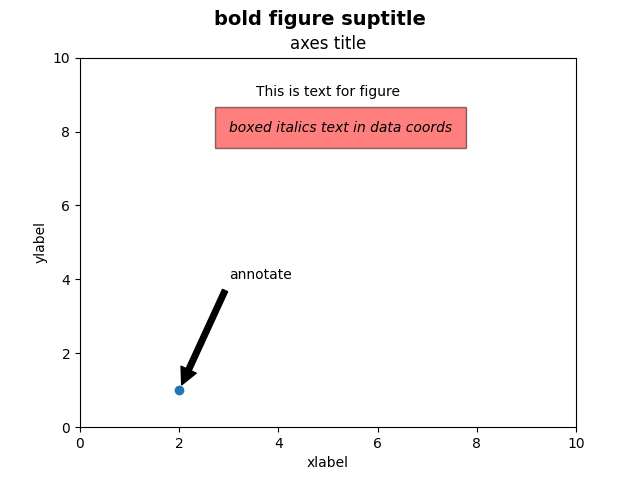 bold figure suptitle
axes title
10
This is text for figure
8
boxed italics text in data coords
6
ylabel
4
annotate
2
0
0 2 4 6 8 10
xlabel